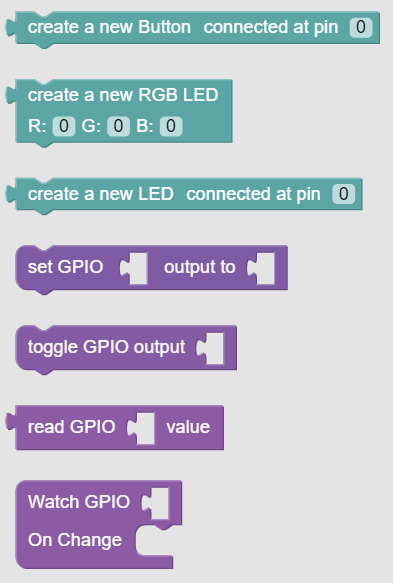 create a new Button connected at pin 0
create a new RGB LED
R: 0 G: 0 B: 0
create a new LED connected at pin 0
set GPIO output to
toggle GPIO output
read GPIO value
Watch GPIO
On Change